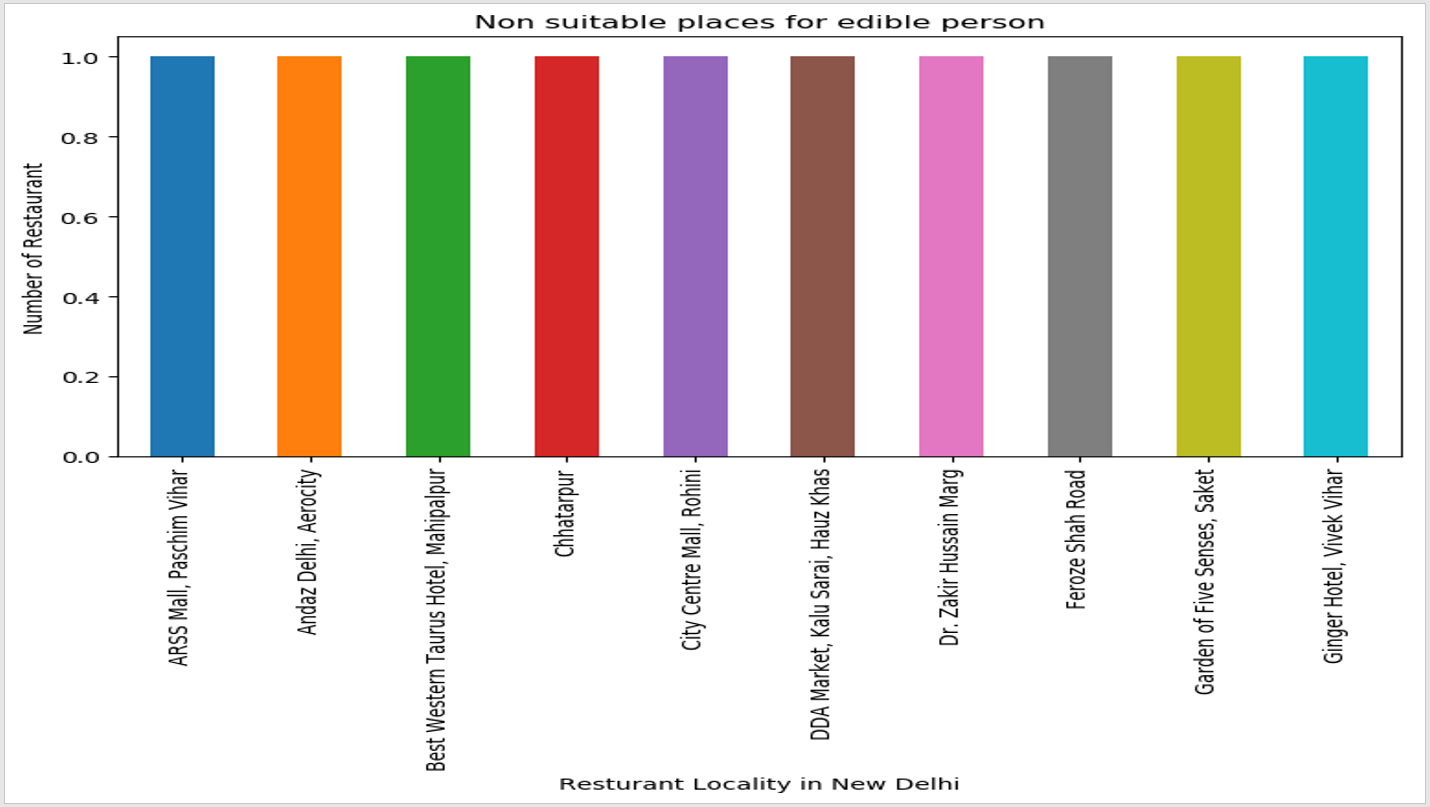 Non suitable places for edible person
Number of Restaurant
1.0
0.8
0.6
0.4
0.2
0.0
ARSS Mall, Paschim Vihar
Andaz Delhi, Aerocity
Best Western Taurus Hotel, Mahipalpur
Chhatarpur
City Centre Mall, Rohini
DDA Market, Kalu Sarai, Hauz Khas
Dr. Zakir Hussain Marg
Feroze Shah Road
Garden of Five Senses, Saket
Ginger Hotel, Vivek Vihar
Resturant Locality in New Delhi